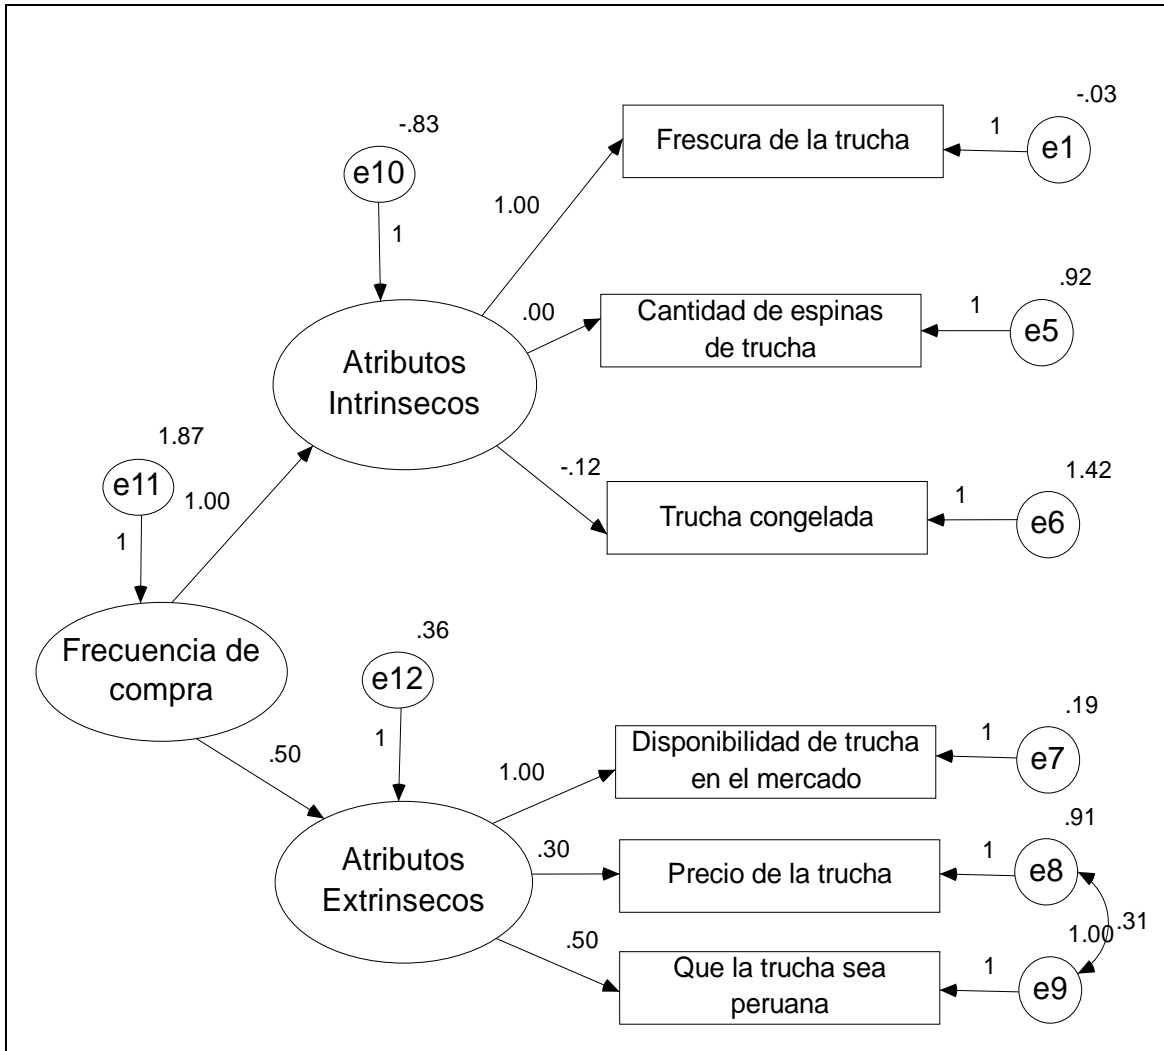 -.83
e10
1
-.03
e1
1
Frescura de la trucha
1.00
.92
e5
1
Cantidad de espinas
de trucha
.00
Atributos
Intrinsecos
1.42
e6
1
Trucha congelada
-.12
1.87
e11
1
1.00
Frecuencia de
compra
.36
e12
1
.50
.19
e7
1
Disponibilidad de trucha
en el mercado
1.00
Atributos
Extrinsecos
.91
e8
1
Precio de la trucha
.30
.31
1.00
e9
1
Que la trucha sea
peruana
.50